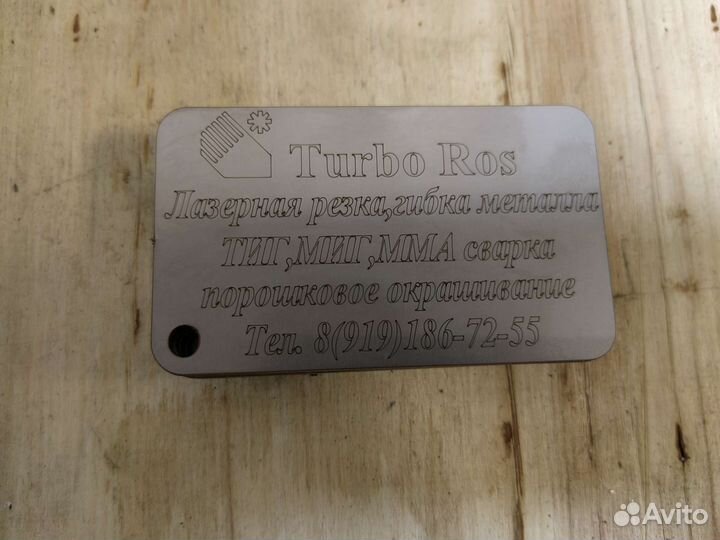 Turbo Ros
Лазерная резка,гибка металла
ТИГ,МИГ,ММА сварка
порошковое окрашивание
Тел. 8(919)186-72-55
Avito